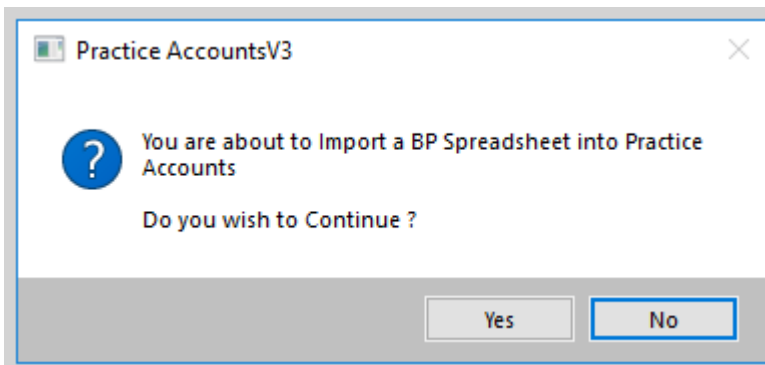 Practice AccountsV3
?
You are about to Import a BP Spreadsheet into Practice
Accounts
Do you wish to Continue ?
Yes
No